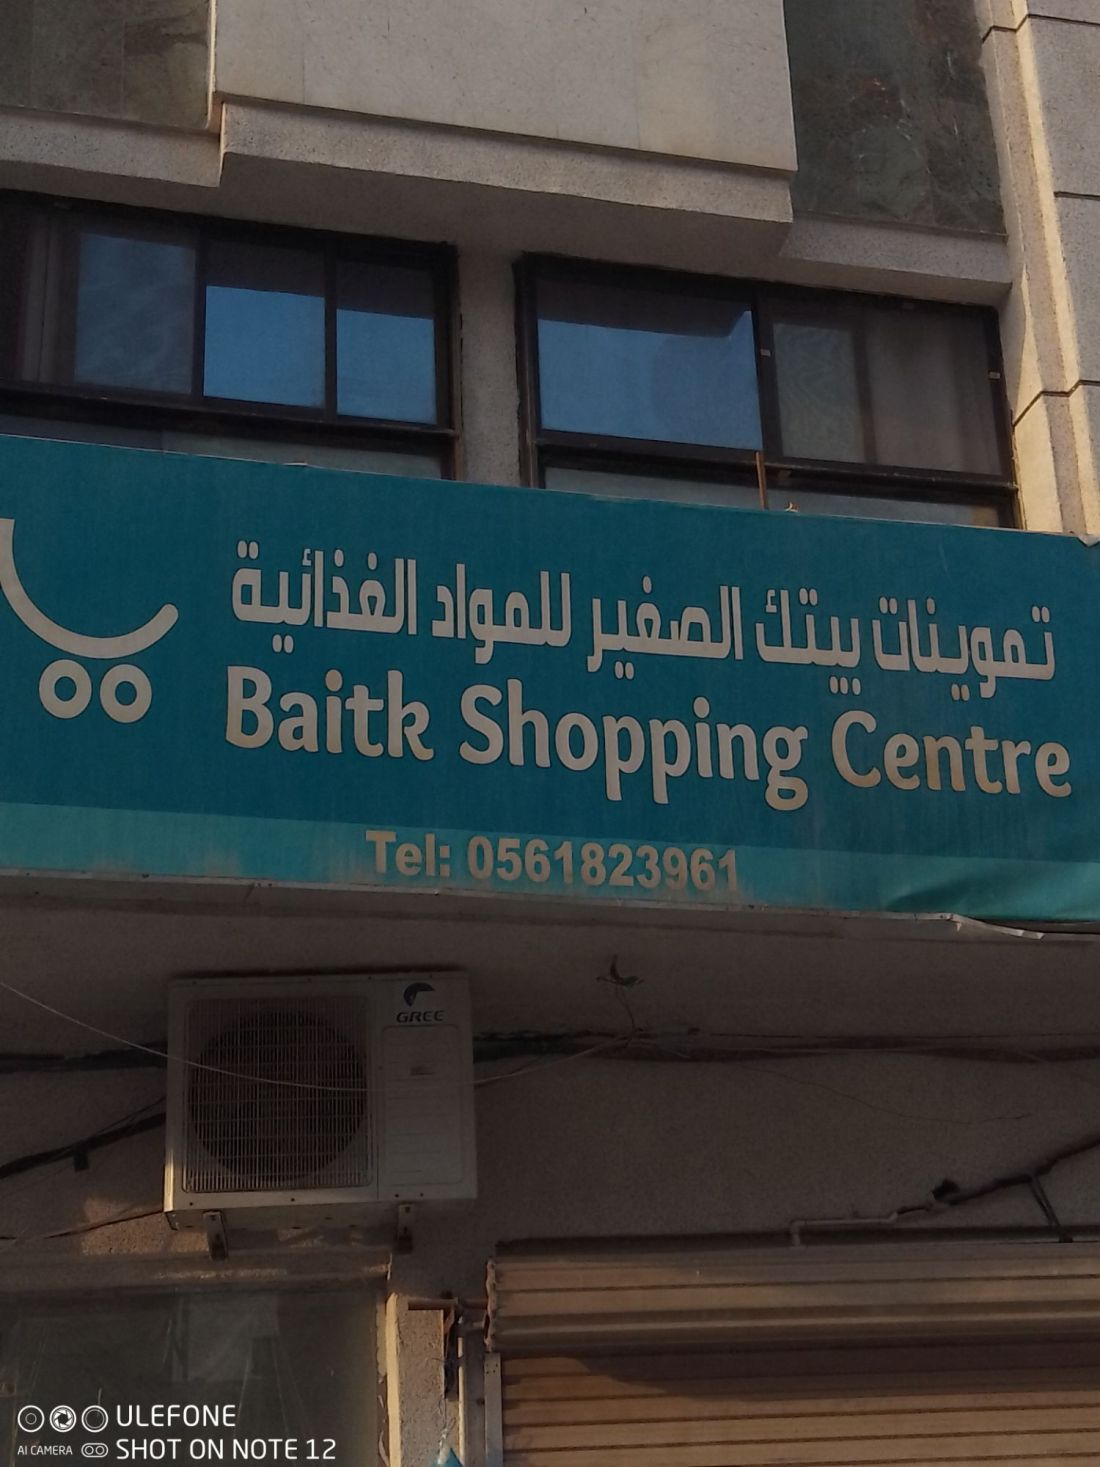 تموينات بيتك الصغير للمواد الغذائية
Baitk Shopping Centre
Tel: 0561823961
GREE
ULEFONE
AI CAMERA SHOT ON NOTE 12